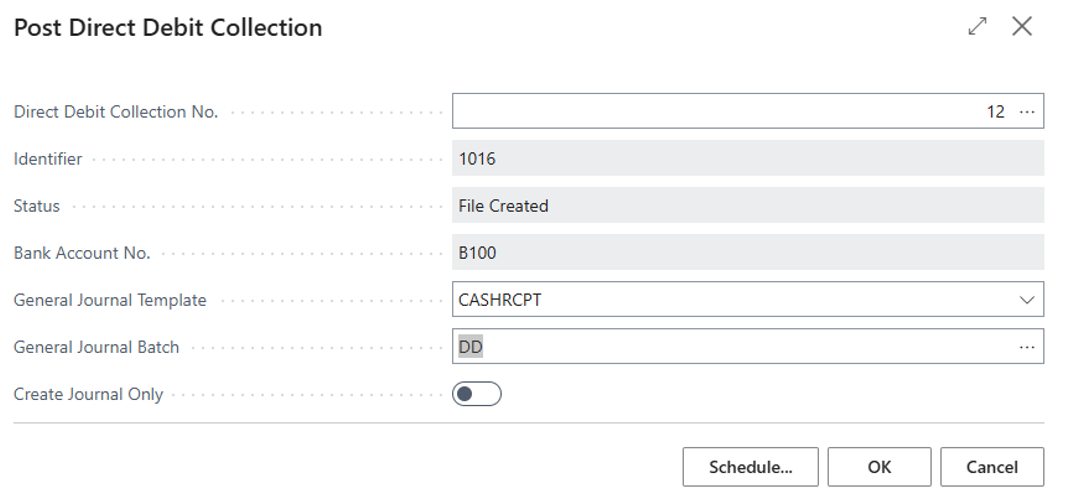 Post Direct Debit Collection
Direct Debit Collection No. 12 ...
Identifier 1016
Status File Created
Bank Account No. B100
General Journal Template CASHRCPT
General Journal Batch DD ...
Create Journal Only
Schedule... OK Cancel